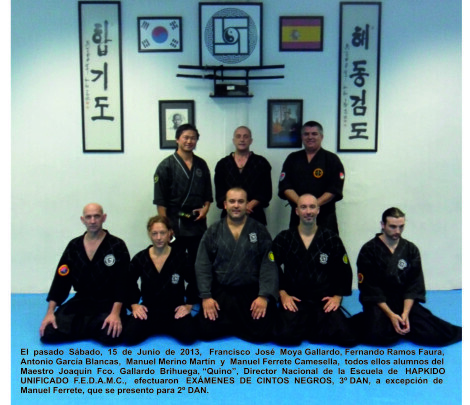 합기도
해동검도
El pasado Sábado, 15 de Junio de 2013, Francisco José Moya Gallardo, Fernando Ramos Faura,
Antonio García Blancas, Manuel Merino Martin y Manuel Ferrete Camesella, todos ellos alumnos del
Maestro Joaquin Fco. Gallardo Brihuega, "Quino", Director Nacional de la Escuela de HAPKIDO
UNIFICADO F.E.D.A.M.C., efectuaron EXÁMENES DE CINTOS NEGROS, 3º DAN, a excepción de
Manuel Ferrete, que se presento para 2º DAN.